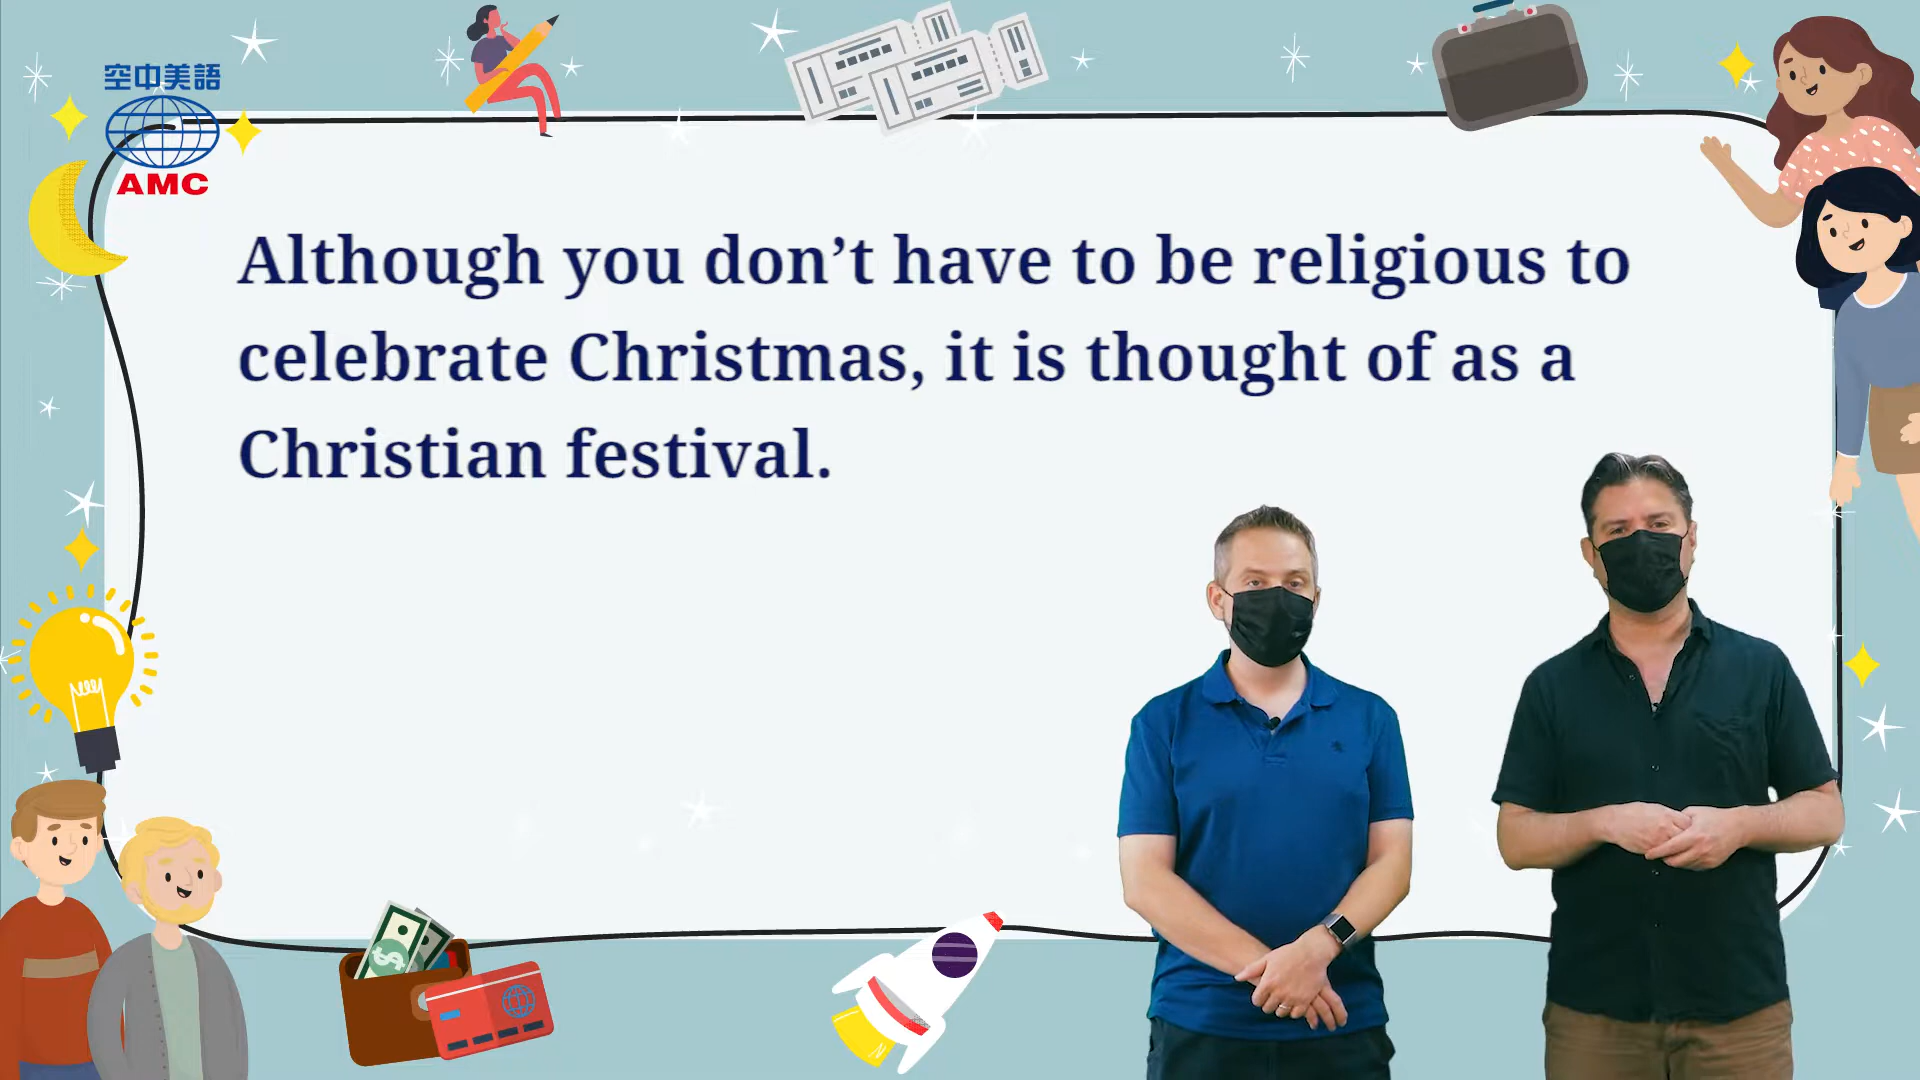 空中美語
AMC
Although you don’t have to be religious to
celebrate Christmas, it is thought of as a
Christian festival.